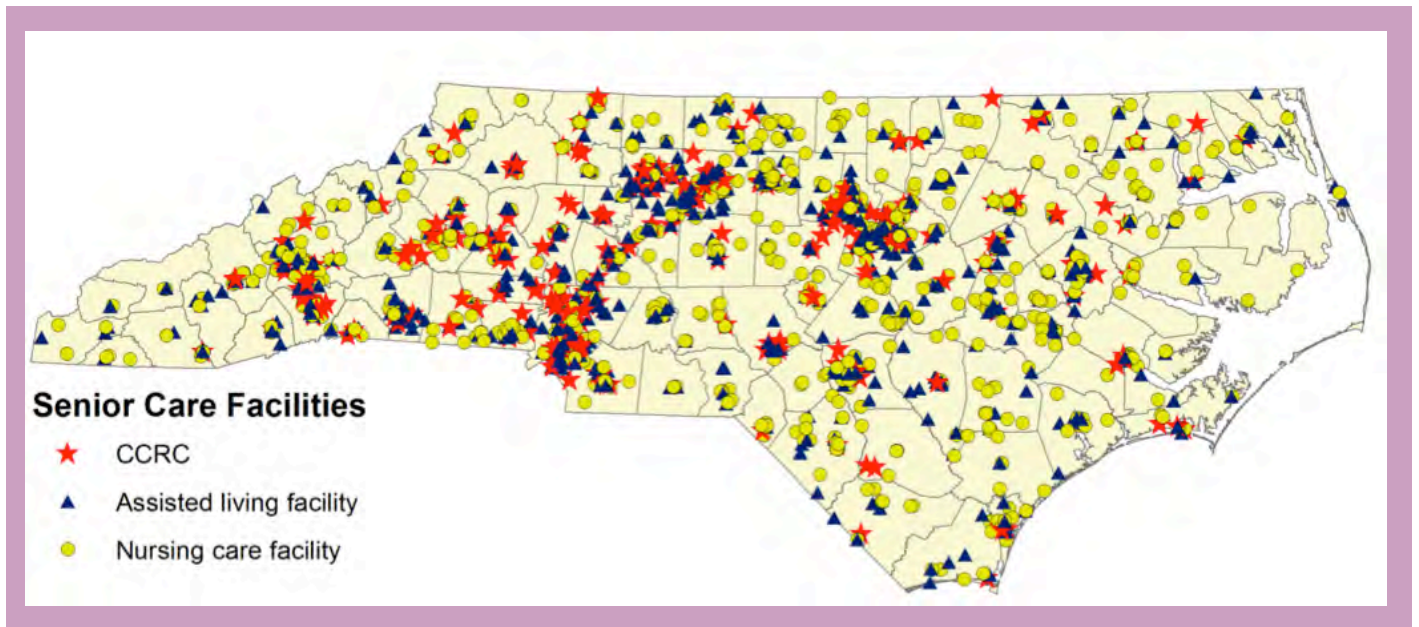 Senior Care Facilities
CCRC
Assisted living facility
Nursing care facility